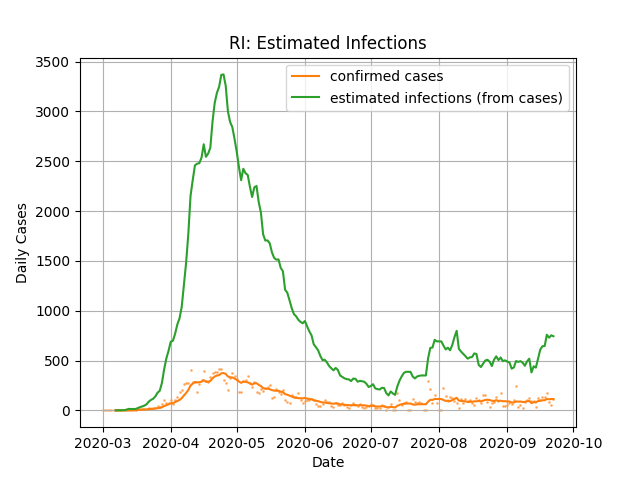 RI: Estimated Infections
confirmed cases
estimated infections (from cases)
Daily Cases
3500
3000
2500
2000
1500
1000
500
0
2020-03 2020-04 2020-05 2020-06 2020-07 2020-08 2020-09 2020-10
Date